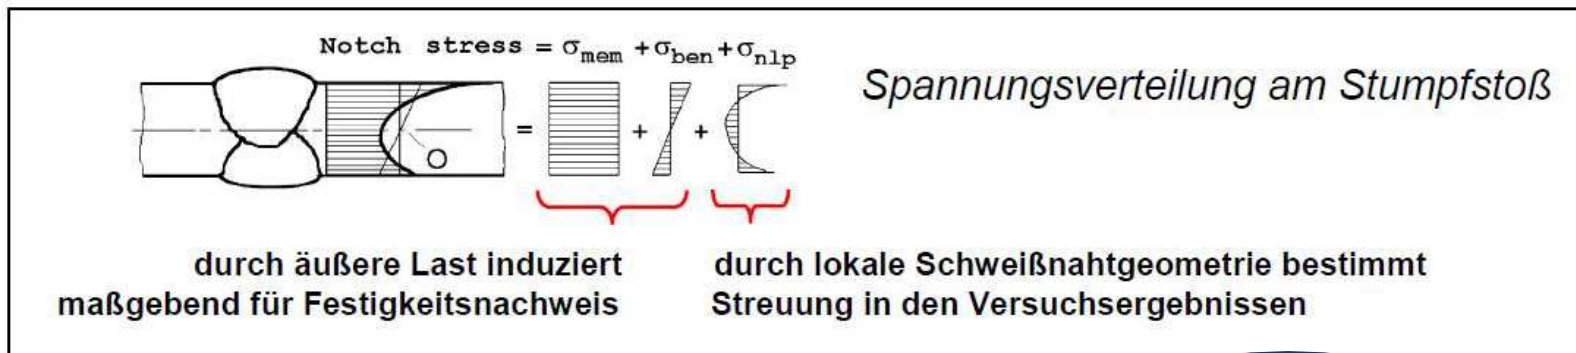 Notch stress = σmem + σben + σnlp
Spannungsverteilung am Stumpfstoß
= + +
durch äußere Last induziert
maßgebend für Festigkeitsnachweis
durch lokale Schweißnahtgeometrie bestimmt
Streuung in den Versuchsergebnissen